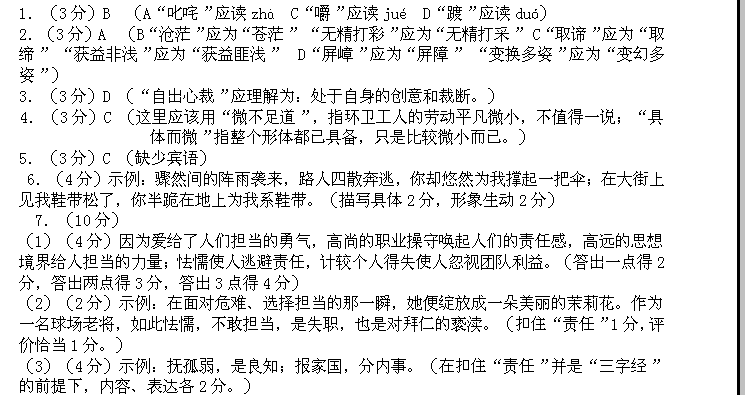 1. （3分）B （A“叱咤”应读zhà C“嚼”应读jué D“踱”应读duó）
2. （3分）A （B“沧茫”应为“苍茫” “无精打彩”应为“无精打采” C“取谛”应为“取
缔” “获益非浅”应为“获益匪浅” D“屏嶂”应为“屏障” “变换多姿”应为“变幻多
姿”）
3. （3分）D （“自出心裁”应理解为：处于自身的创意和裁断。）
4. （3分）C （这里应该用“微不足道”，指环卫工人的劳动平凡微小，不值得一说；“具
体而微”指整个形体都已具备，只是比较微小而已。）
5. （3分）C （缺少宾语）
6. （4分）示例：骤然间的阵雨袭来，路人四散奔逃，你却悠然为我撑起一把伞；在大街上
见我鞋带松了，你半跪在地上为我系鞋带。（描写具体2分，形象生动2分）
7. （10分）
（1）（4分）因为爱给了人们担当的勇气，高尚的职业操守唤起人们的责任感，高远的思想
境界给人担当的力量；怯懦使人逃避责任，计较个人得失使人忽视团队利益。（答出一点得2
分，答出两点得3分，答出3点得4分）
（2）（2分）示例：在面对危难、选择担当的那一瞬，她便绽放成一朵美丽的茉莉花。作为
一名球场老将，如此怯懦，不敢担当，是失职，也是对拜仁的亵渎。（扣住“责任”1分,评
价恰当1分。）
（3）（4分）示例：抚孤弱，是良知；报家国，分内事。（在扣住“责任”并是“三字经”
的前提下，内容、表达各2分。）